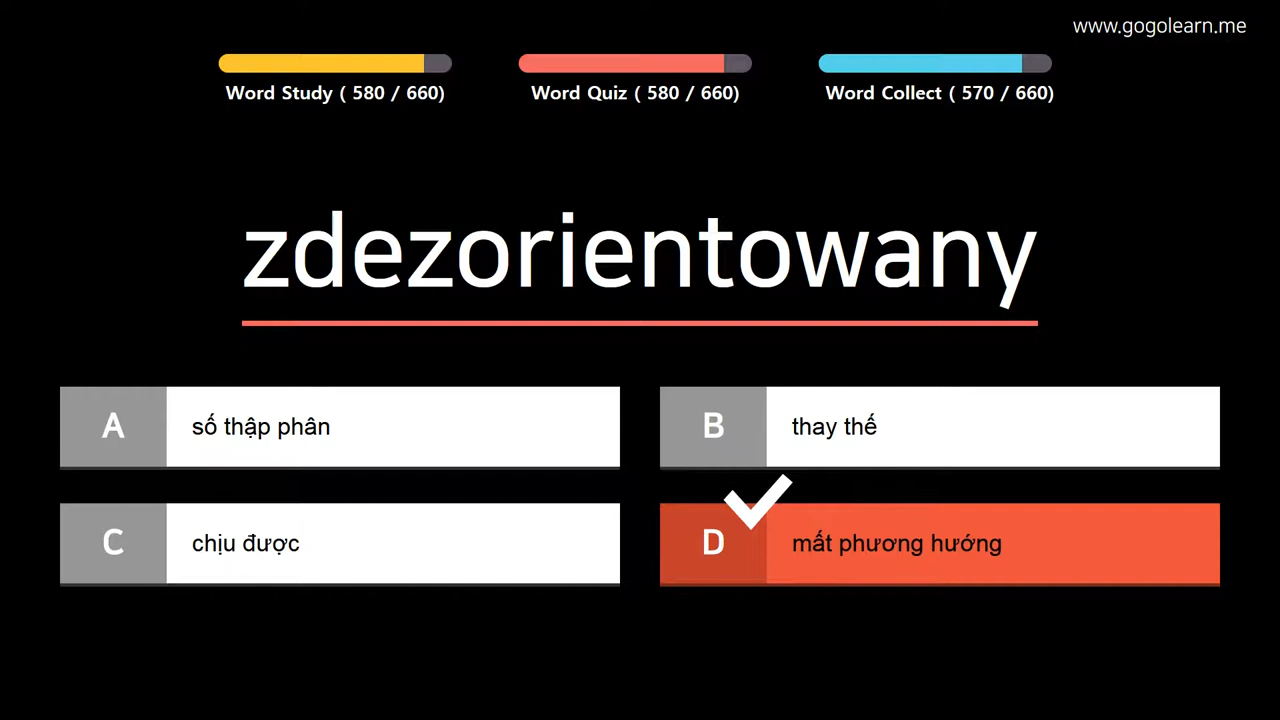 www.gogolearn.me
Word Study ( 580 / 660)
Word Quiz ( 580 / 660)
Word Collect ( 570 / 660)
zdezorientowany
A số thập phân
B thay thế
C chịu được
D mất phương hướng